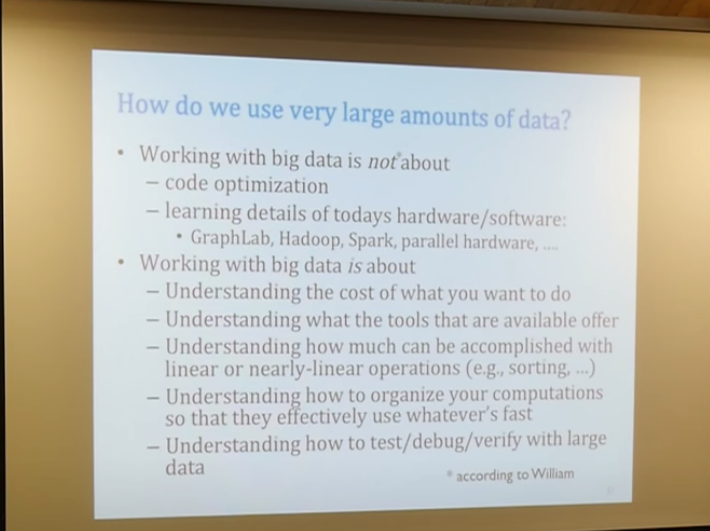 How do we use very large amounts of data?
• Working with big data is not* about
– code optimization
– learning details of todays hardware/software:
• GraphLab, Hadoop, Spark, parallel hardware, ....
• Working with big data is about
– Understanding the cost of what you want to do
– Understanding what the tools that are available offer
– Understanding how much can be accomplished with
linear or nearly-linear operations (e.g., sorting, ...)
– Understanding how to organize your computations
so that they effectively use whatever's fast
– Understanding how to test/debug/verify with large
data
* according to William